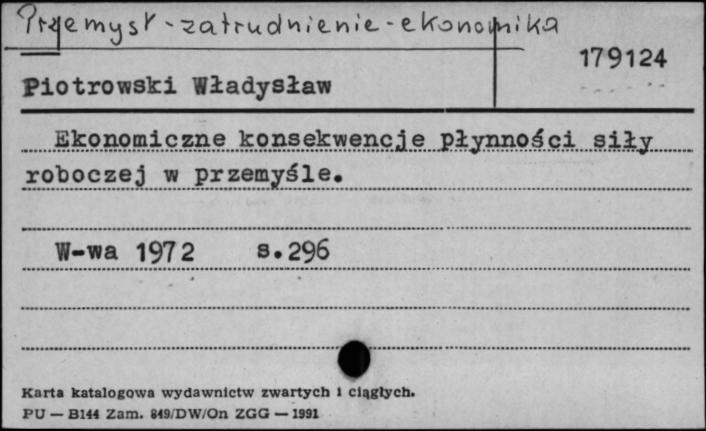 Przemysł - zatrudnienie - ekonomika
179124
Piotrowski Władysław
Ekonomiczne konsekwencje płynności siły
roboczej w przemyśle.
W-wa 1972 s.296
Karta katalogowa wydawnictw zwartych i ciągłych.
PU — B144 Zam. 849/DW/On ZGG — 1991